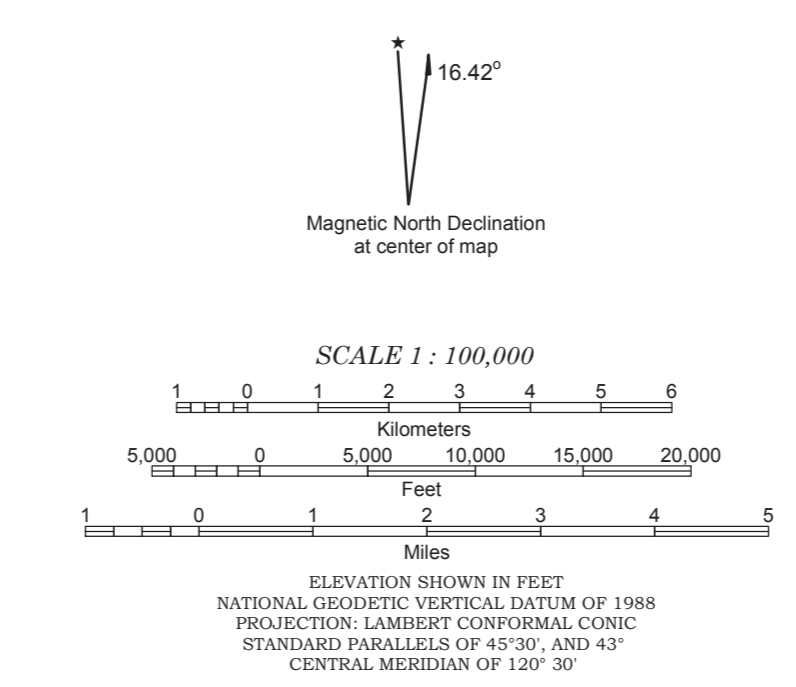 16.42°
Magnetic North Declination
at center of map
SCALE 1 : 100,000
1 0 1 2 3 4 5 6
Kilometers
5,000 0 5,000 10,000 15,000 20,000
Feet
1 0 1 2 3 4 5
Miles
ELEVATION SHOWN IN FEET
NATIONAL GEODETIC VERTICAL DATUM OF 1988
PROJECTION: LAMBERT CONFORMAL CONIC
STANDARD PARALLELS OF 45°30', AND 43°
CENTRAL MERIDIAN OF 120° 30'